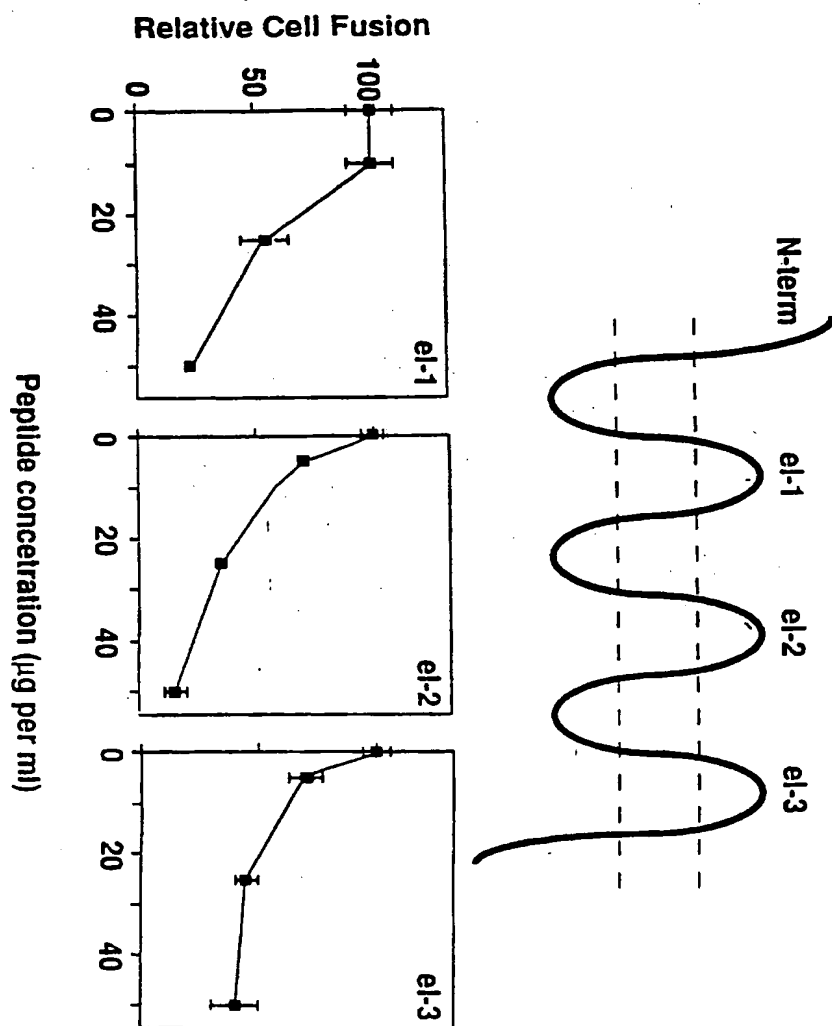 N-term
el-1
el-2
el-3
Relative Cell Fusion
100
50
0
0
20
40
el-1
0
20
40
el-2
0
20
40
el-3
Peptide concetration (µg per ml)